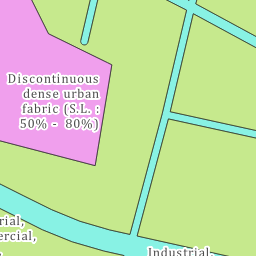 Discontinuous
dense urban
fabric (S.L. :
50% - 80%)
rial,
ercial,
Industrial,